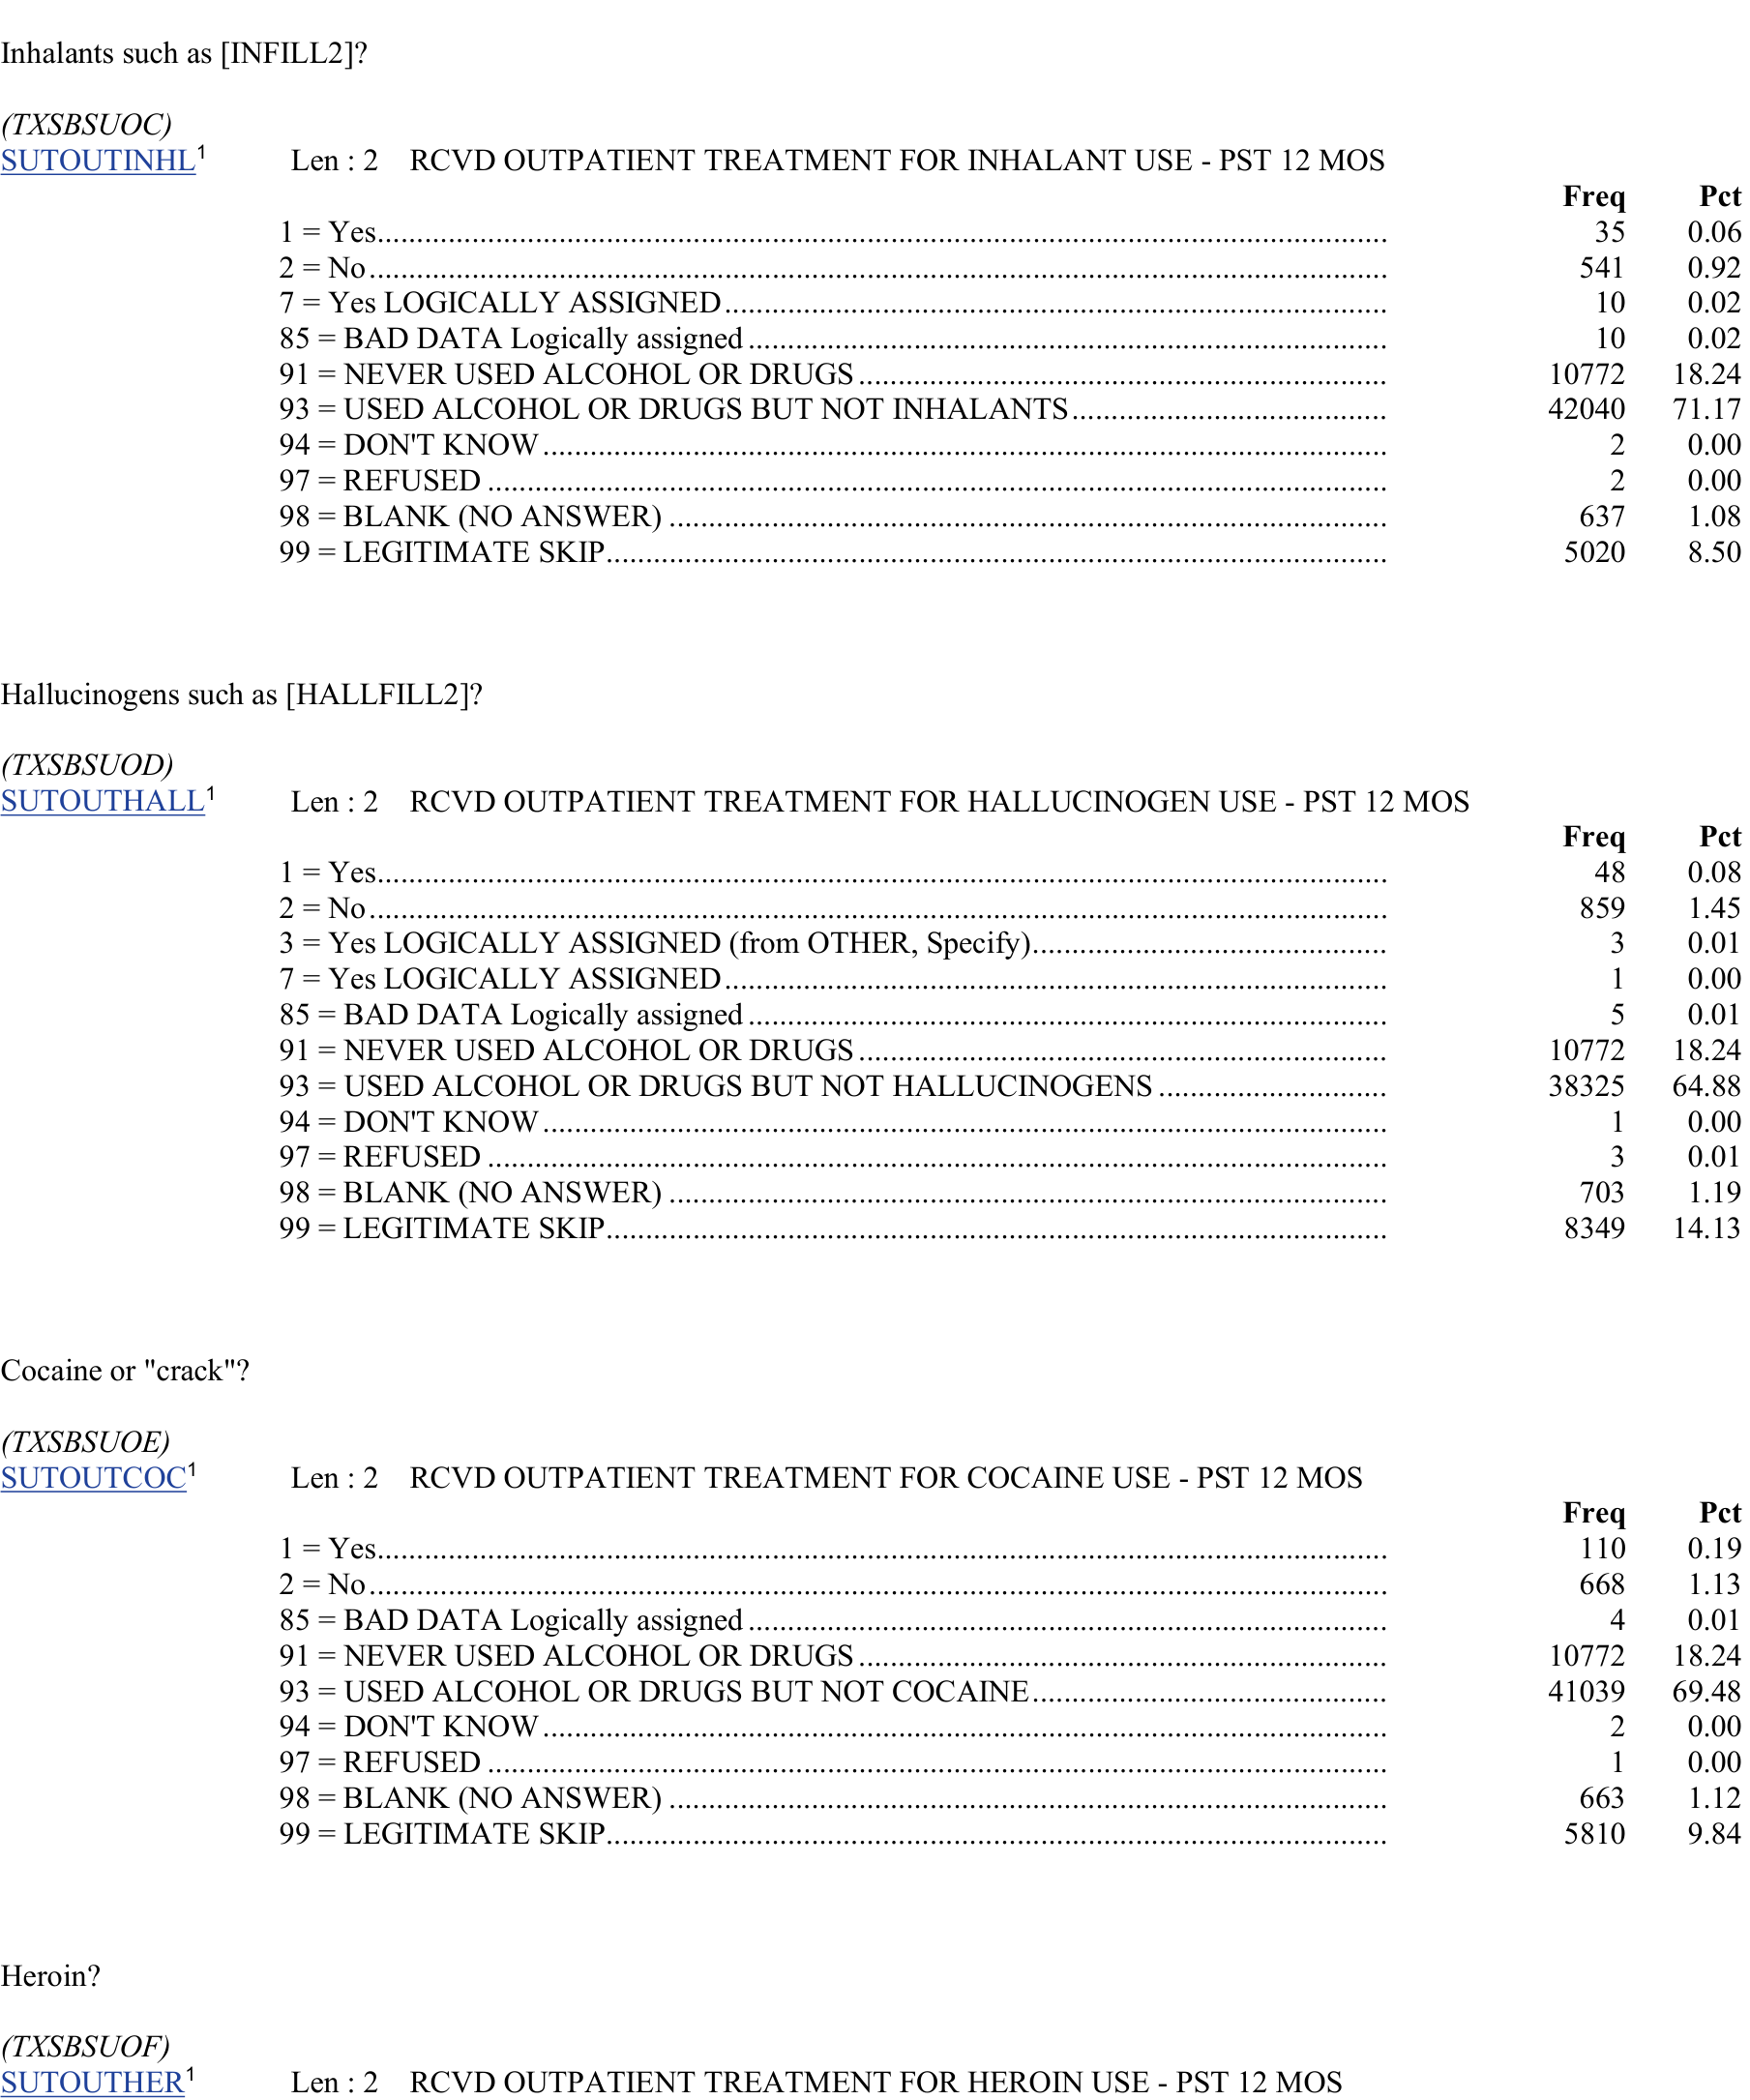 Inhalants such as [INFILL2]?
(TXSBSUOC)
SUTOUTINHL1 Len : 2 RCVD OUTPATIENT TREATMENT FOR INHALANT USE - PST 12 MOS
Freq Pct
1 = Yes 35 0.06
2 = No 541 0.92
7 = Yes LOGICALLY ASSIGNED 10 0.02
85 = BAD DATA Logically assigned 10 0.02
91 = NEVER USED ALCOHOL OR DRUGS 10772 18.24
93 = USED ALCOHOL OR DRUGS BUT NOT INHALANTS 42040 71.17
94 = DON'T KNOW 2 0.00
97 = REFUSED 2 0.00
98 = BLANK (NO ANSWER) 637 1.08
99 = LEGITIMATE SKIP 5020 8.50
Hallucinogens such as [HALLFILL2]?
(TXSBSUOD)
SUTOUTHALL1 Len : 2 RCVD OUTPATIENT TREATMENT FOR HALLUCINOGEN USE - PST 12 MOS
Freq Pct
1 = Yes 48 0.08
2 = No 859 1.45
3 = Yes LOGICALLY ASSIGNED (from OTHER, Specify) 3 0.01
7 = Yes LOGICALLY ASSIGNED 1 0.00
85 = BAD DATA Logically assigned 5 0.01
91 = NEVER USED ALCOHOL OR DRUGS 10772 18.24
93 = USED ALCOHOL OR DRUGS BUT NOT HALLUCINOGENS 38325 64.88
94 = DON'T KNOW 1 0.00
97 = REFUSED 3 0.01
98 = BLANK (NO ANSWER) 703 1.19
99 = LEGITIMATE SKIP 8349 14.13
Cocaine or "crack"?
(TXSBSUOE)
SUTOUTCOC1 Len : 2 RCVD OUTPATIENT TREATMENT FOR COCAINE USE - PST 12 MOS
Freq Pct
1 = Yes 110 0.19
2 = No 668 1.13
85 = BAD DATA Logically assigned 4 0.01
91 = NEVER USED ALCOHOL OR DRUGS 10772 18.24
93 = USED ALCOHOL OR DRUGS BUT NOT COCAINE 41039 69.48
94 = DON'T KNOW 2 0.00
97 = REFUSED 1 0.00
98 = BLANK (NO ANSWER) 663 1.12
99 = LEGITIMATE SKIP 5810 9.84
Heroin?
(TXSBSUOF)
SUTOUTHER1 Len : 2 RCVD OUTPATIENT TREATMENT FOR HEROIN USE - PST 12 MOS